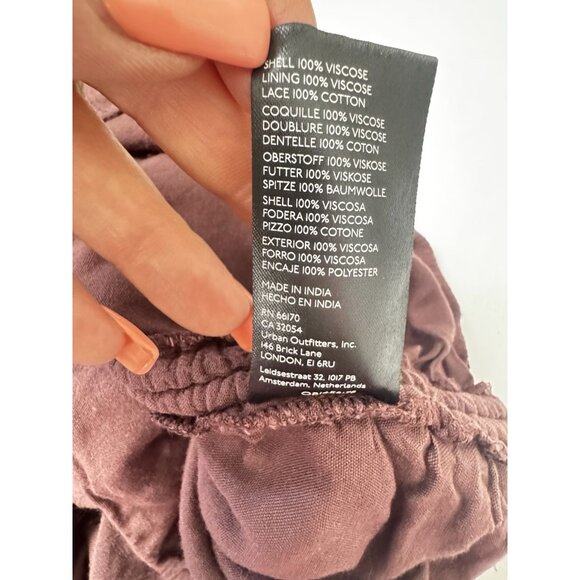 SHELL 100% VISCOSE
LINING 100% VISCOSE
LACE 100% COTTON
COQUILLE 100% VISCOSE
DOUBLURE 100% VISCOSE
DENTELLE 100% COTON
OBERSTOFF 100% VISKOSE
FUTTER 100% VISKOSE
SPITZE 100% BAUMWOLLE
SHELL 100% VISCOSA
FODERA 100% VISCOSA
PIZZO 100% COTONE
EXTERIOR 100% VISCOSA
FORRO 100% VISCOSA
ENCAJE 100% POLYESTER
MADE IN INDIA
HECHO EN INDIA
RN 66170
CA 32054
Urban Outfitters, Inc.
146 Brick Lane
LONDON, E1 6RU
Leidsestraat 32, 1017 PB
Amsterdam, Netherlands